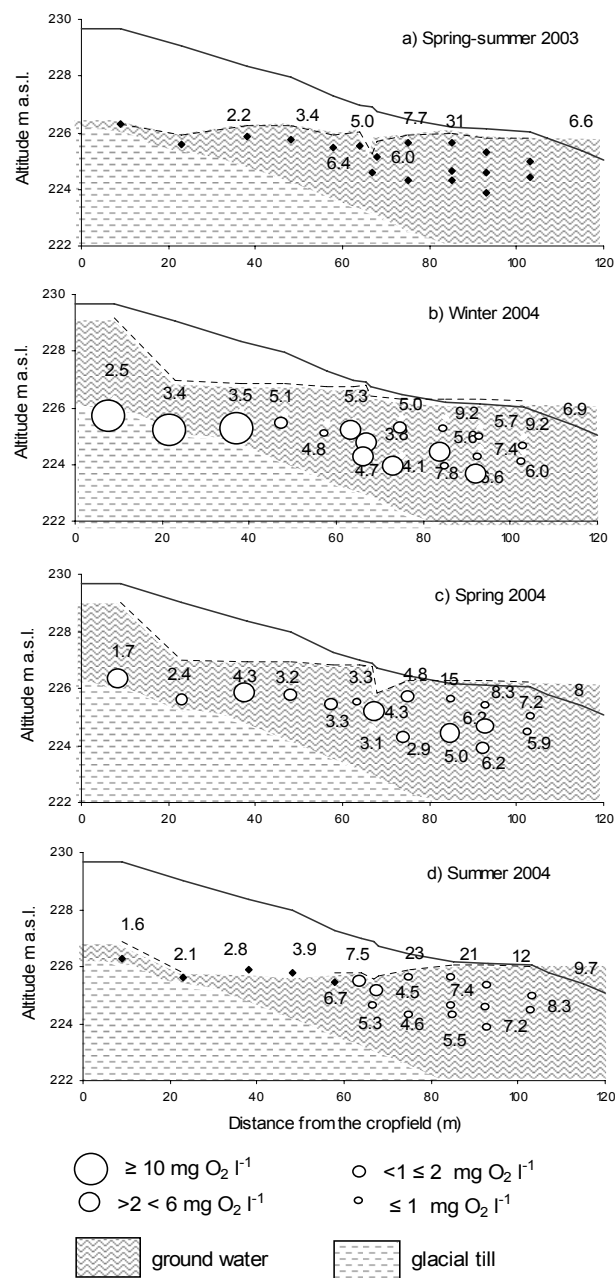 a) Spring-summer 2003
230
228
226
224
222
Altitude m a.s.l.
2.2 3.4 5.0 7.7 31 6.6
6.4 6.0
0 20 40 60 80 100 120
b) Winter 2004
230
228
226
224
222
Altitude m a.s.l.
2.5 3.4 3.5 5.1 5.3 5.0 9.2 5.7 9.2 6.9
4.8 3.8 5.6 7.4
4.7 4.1 7.8 5.6 6.0
0 20 40 60 80 100 120
c) Spring 2004
230
228
226
224
222
Altitude m a.s.l.
1.7 2.4 4.3 3.2 3.3 4.8 15 8.3 7.2 8
3.3 4.3
3.1 2.9 5.0 6.2 5.9
0 20 40 60 80 100 120
d) Summer 2004
230
228
226
224
222
Altitude m a.s.l.
1.6 2.1 2.8 3.9 7.5 23 21 12 9.7
6.7 4.5 7.4
5.3 4.6 5.5 7.2 8.3
0 20 40 60 80 100 120
Distance from the cropfield (m)
≥ 10 mg O₂ l⁻¹ <1 ≤ 2 mg O₂ l⁻¹
>2 < 6 mg O₂ l⁻¹ ≤ 1 mg O₂ l⁻¹
ground water glacial till